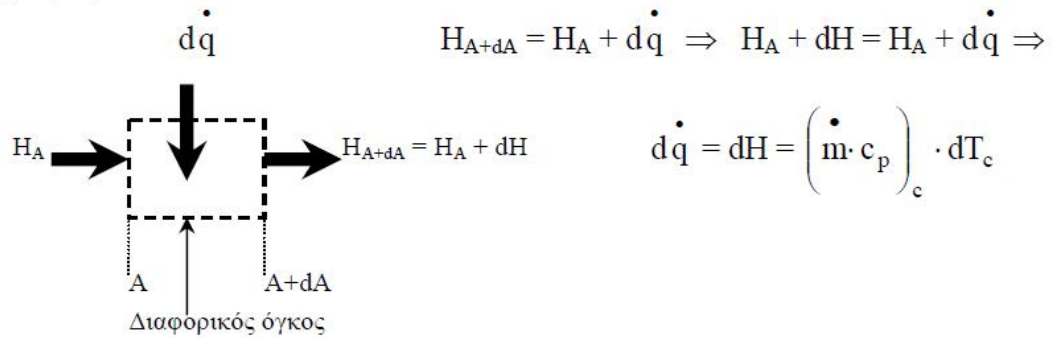 dq̇
H_{A+dA} = H_A + dq̇ ⇒ H_A + dH = H_A + dq̇ ⇒
H_A
H_{A+dA} = H_A + dH
dq̇ = dH = (ṁ· c_p)_c · dT_c
A
A+dA
Διαφορικός όγκος